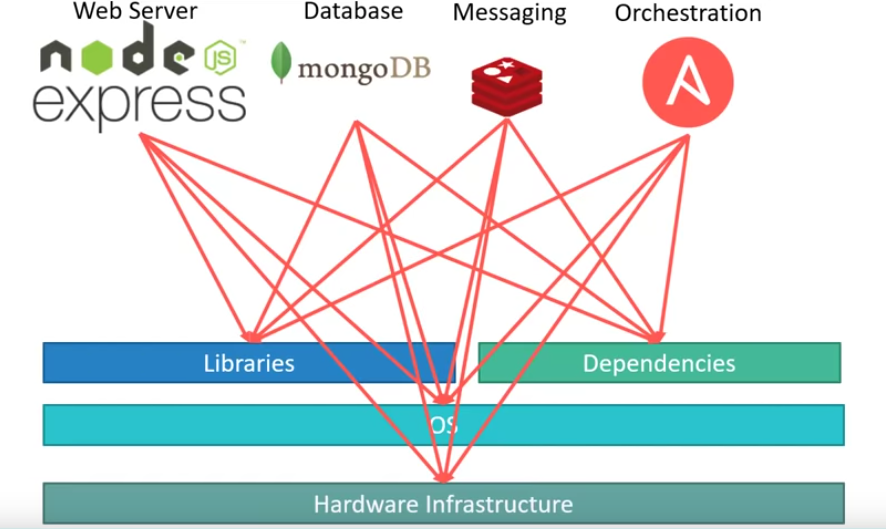 Web Server
Database
Messaging
Orchestration
node JS
express
mongoDB
A
Libraries
Dependencies
OS
Hardware Infrastructure